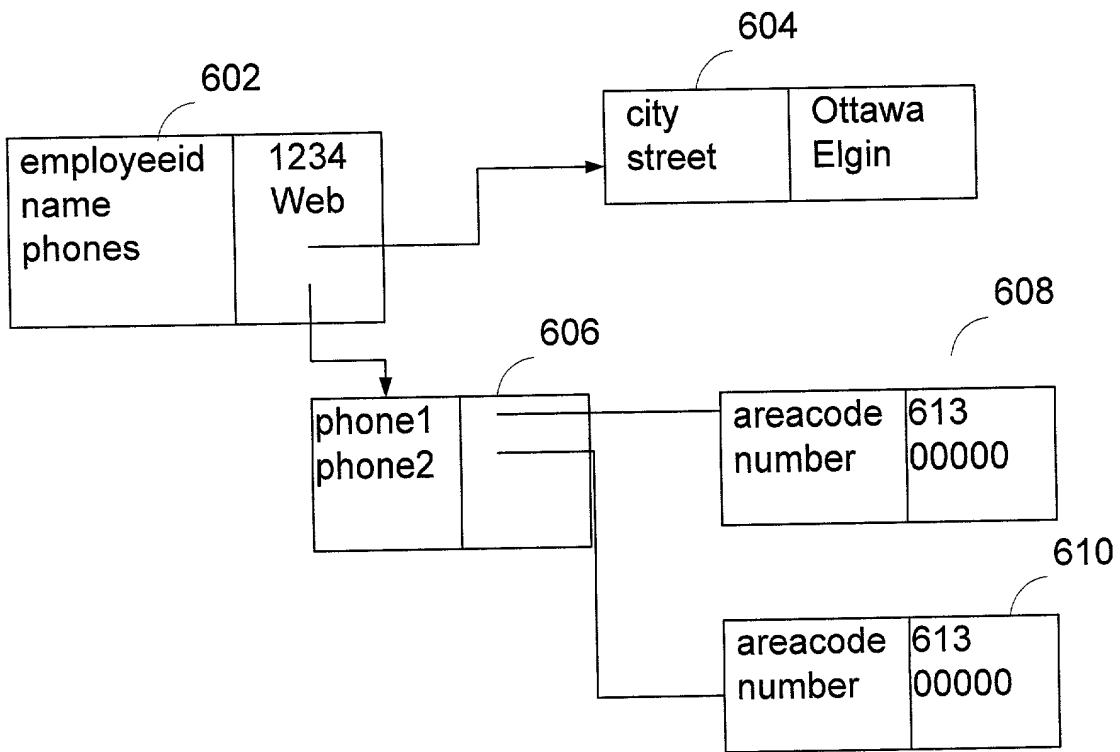 604
602
city Ottawa
street Elgin
employeeid 1234
name Web
phones
608
606
phone1
phone2
areacode 613
number 00000
610
areacode 613
number 00000